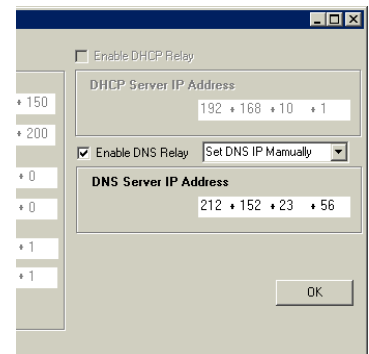 Enable DHCP Relay
DHCP Server IP Address
192 • 168 • 10 • 1
• 150
• 200
Enable DNS Relay Set DNS IP Mamually
• 0
DNS Server IP Address
• 0
212 • 152 • 23 • 56
• 1
• 1
OK